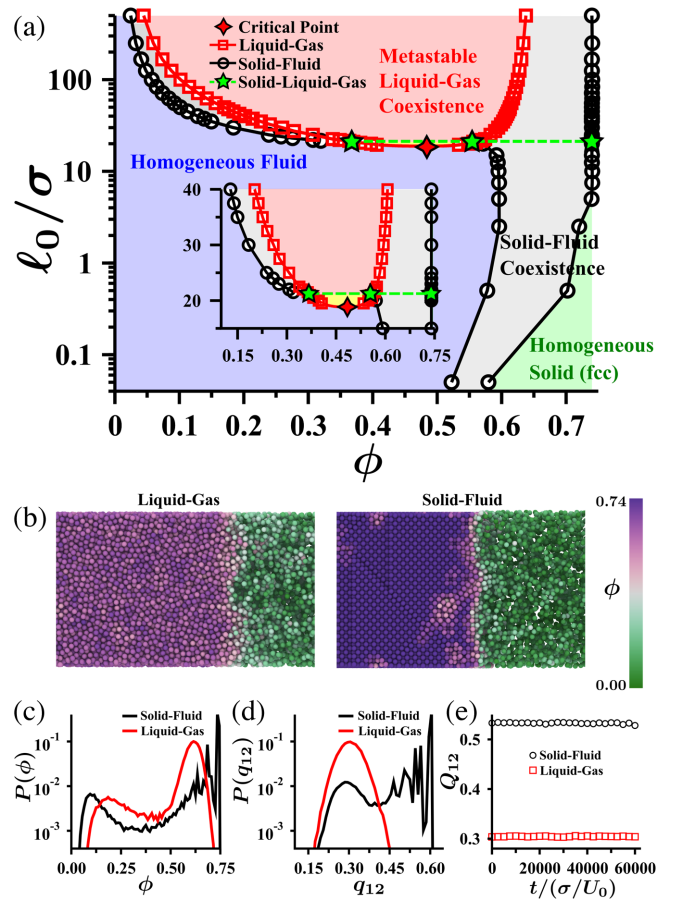 (a)
Critical Point
Liquid-Gas
Solid-Fluid
Solid-Liquid-Gas
Metastable
Liquid-Gas
Coexistence
Homogeneous Fluid
Solid-Fluid
Coexistence
Homogeneous
Solid (fcc)
ℓ₀/σ
100
10
1
0.1
40
30
20
0.15 0.30 0.45 0.60 0.75
0 0.1 0.2 0.3 0.4 0.5 0.6 0.7
ϕ
(b)
Liquid-Gas
Solid-Fluid
0.74
ϕ
0.00
(c)
Solid-Fluid
Liquid-Gas
P(ϕ)
10⁻¹
10⁻²
10⁻³
0.00 0.25 0.50 0.75
ϕ
(d)
Solid-Fluid
Liquid-Gas
P(q₁₂)
10⁻¹
10⁻²
10⁻³
0.15 0.30 0.45 0.60
q₁₂
(e)
Solid-Fluid
Liquid-Gas
Q₁₂
0.5
0.4
0.3
0 20000 40000 60000
t/(σ/U₀)